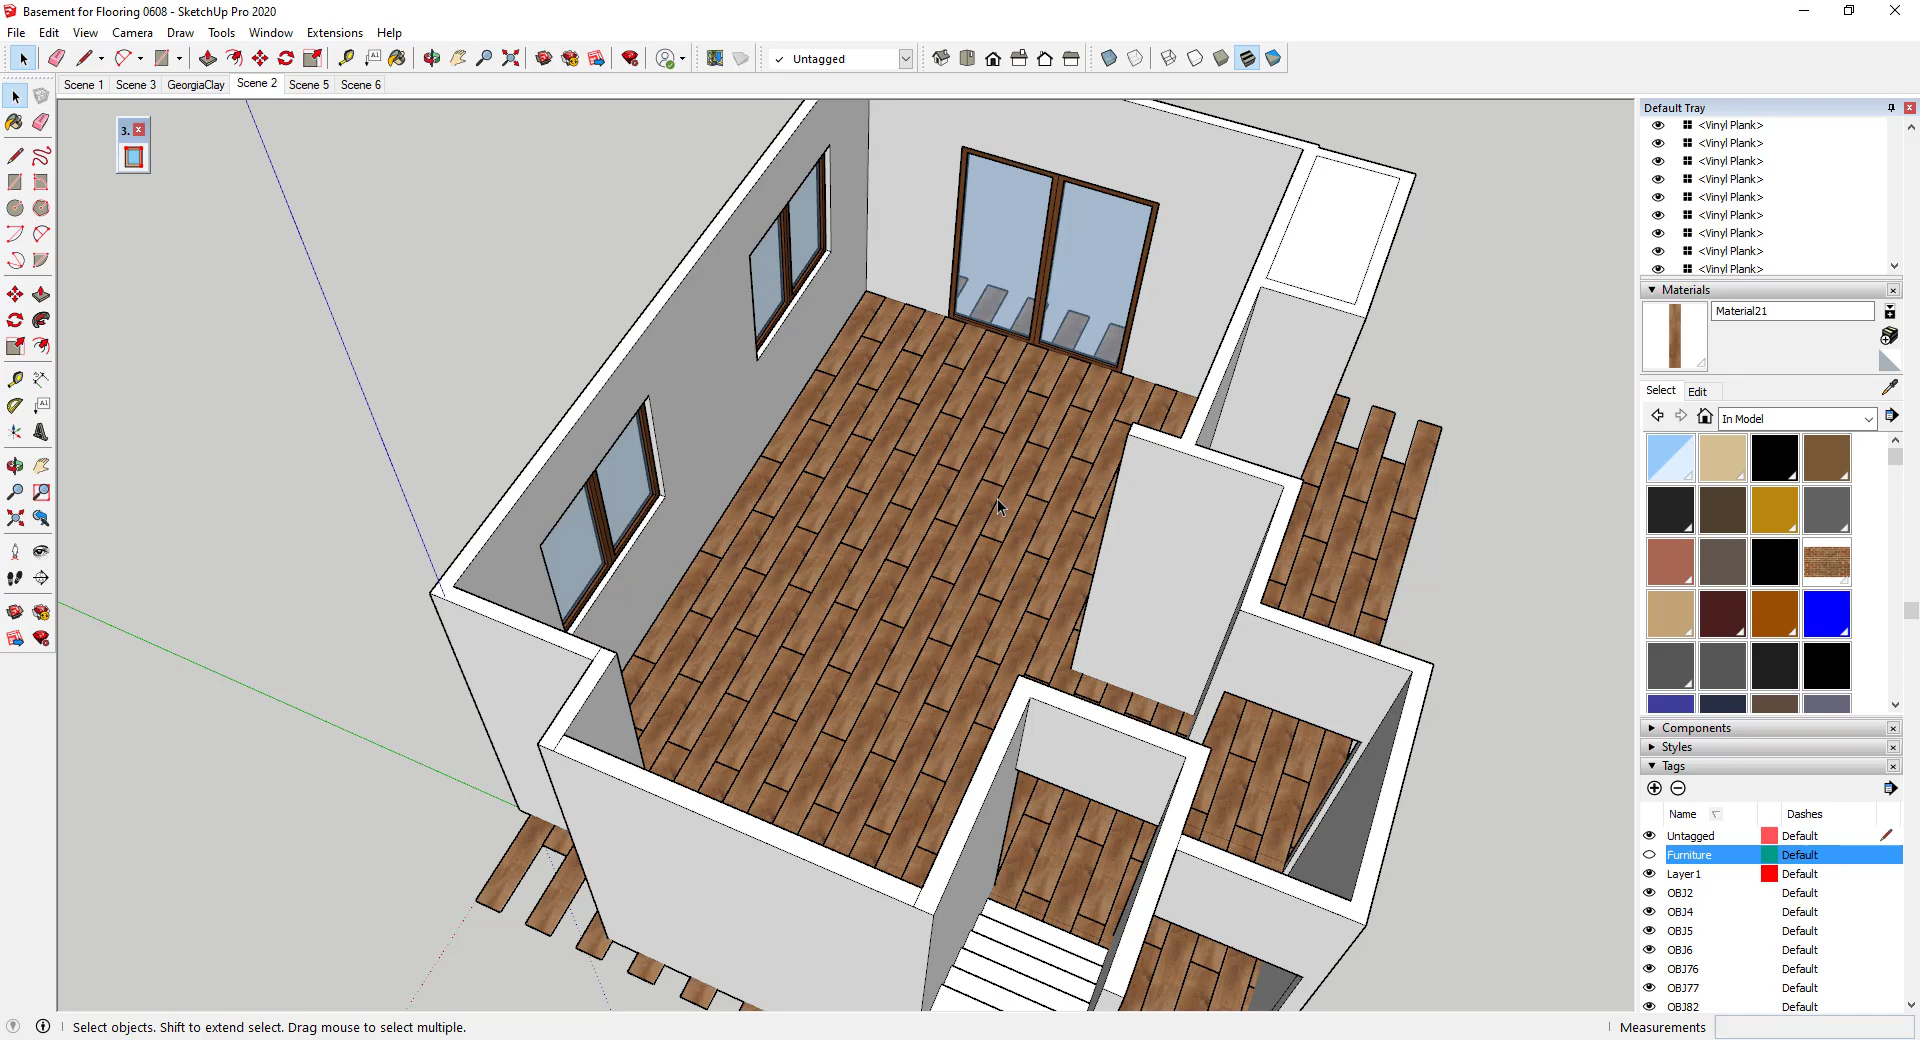 Basement for Flooring 0608 - SketchUp Pro 2020
File Edit View Camera Draw Tools Window Extensions Help
A1
Untagged
Scene 1 Scene 3 GeorgiaClay Scene 2 Scene 5 Scene 6
3.
Default Tray
<Vinyl Plank>
<Vinyl Plank>
<Vinyl Plank>
<Vinyl Plank>
<Vinyl Plank>
<Vinyl Plank>
<Vinyl Plank>
<Vinyl Plank>
<Vinyl Plank>
Materials
Material21
Select Edit
In Model
A1
Components
Styles
Tags
Name Dashes
Untagged Default
Furniture Default
Layer1 Default
OBJ2 Default
OBJ4 Default
OBJ5 Default
OBJ6 Default
OBJ76 Default
OBJ77 Default
OBJ82 Default
Select objects. Shift to extend select. Drag mouse to select multiple.
Measurements